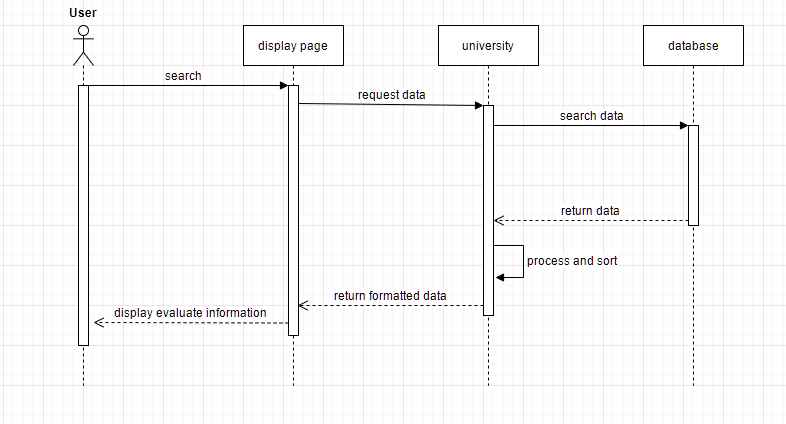 User
display page
university
database
search
request data
search data
return data
process and sort
return formatted data
display evaluate information